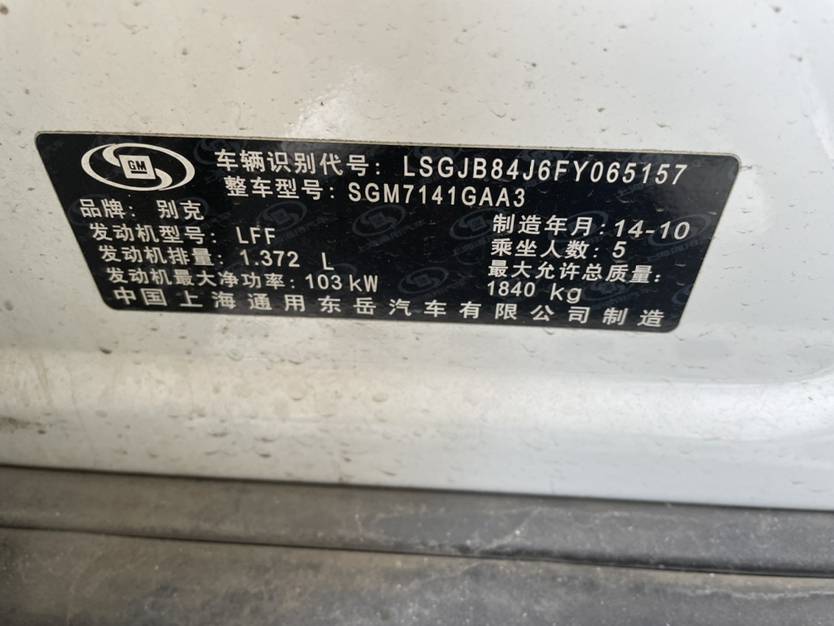 GM
车辆识别代号: LSGJB84J6FY065157
整车型号: SGM7141GAA3
品牌: 别克
制造年月: 14-10
发动机型号: LFF
乘坐人数: 5
发动机排量: 1.372 L
最大允许总质量:
发动机最大净功率: 103 kW
1840 kg
中国上海通用东岳汽车有限公司制造